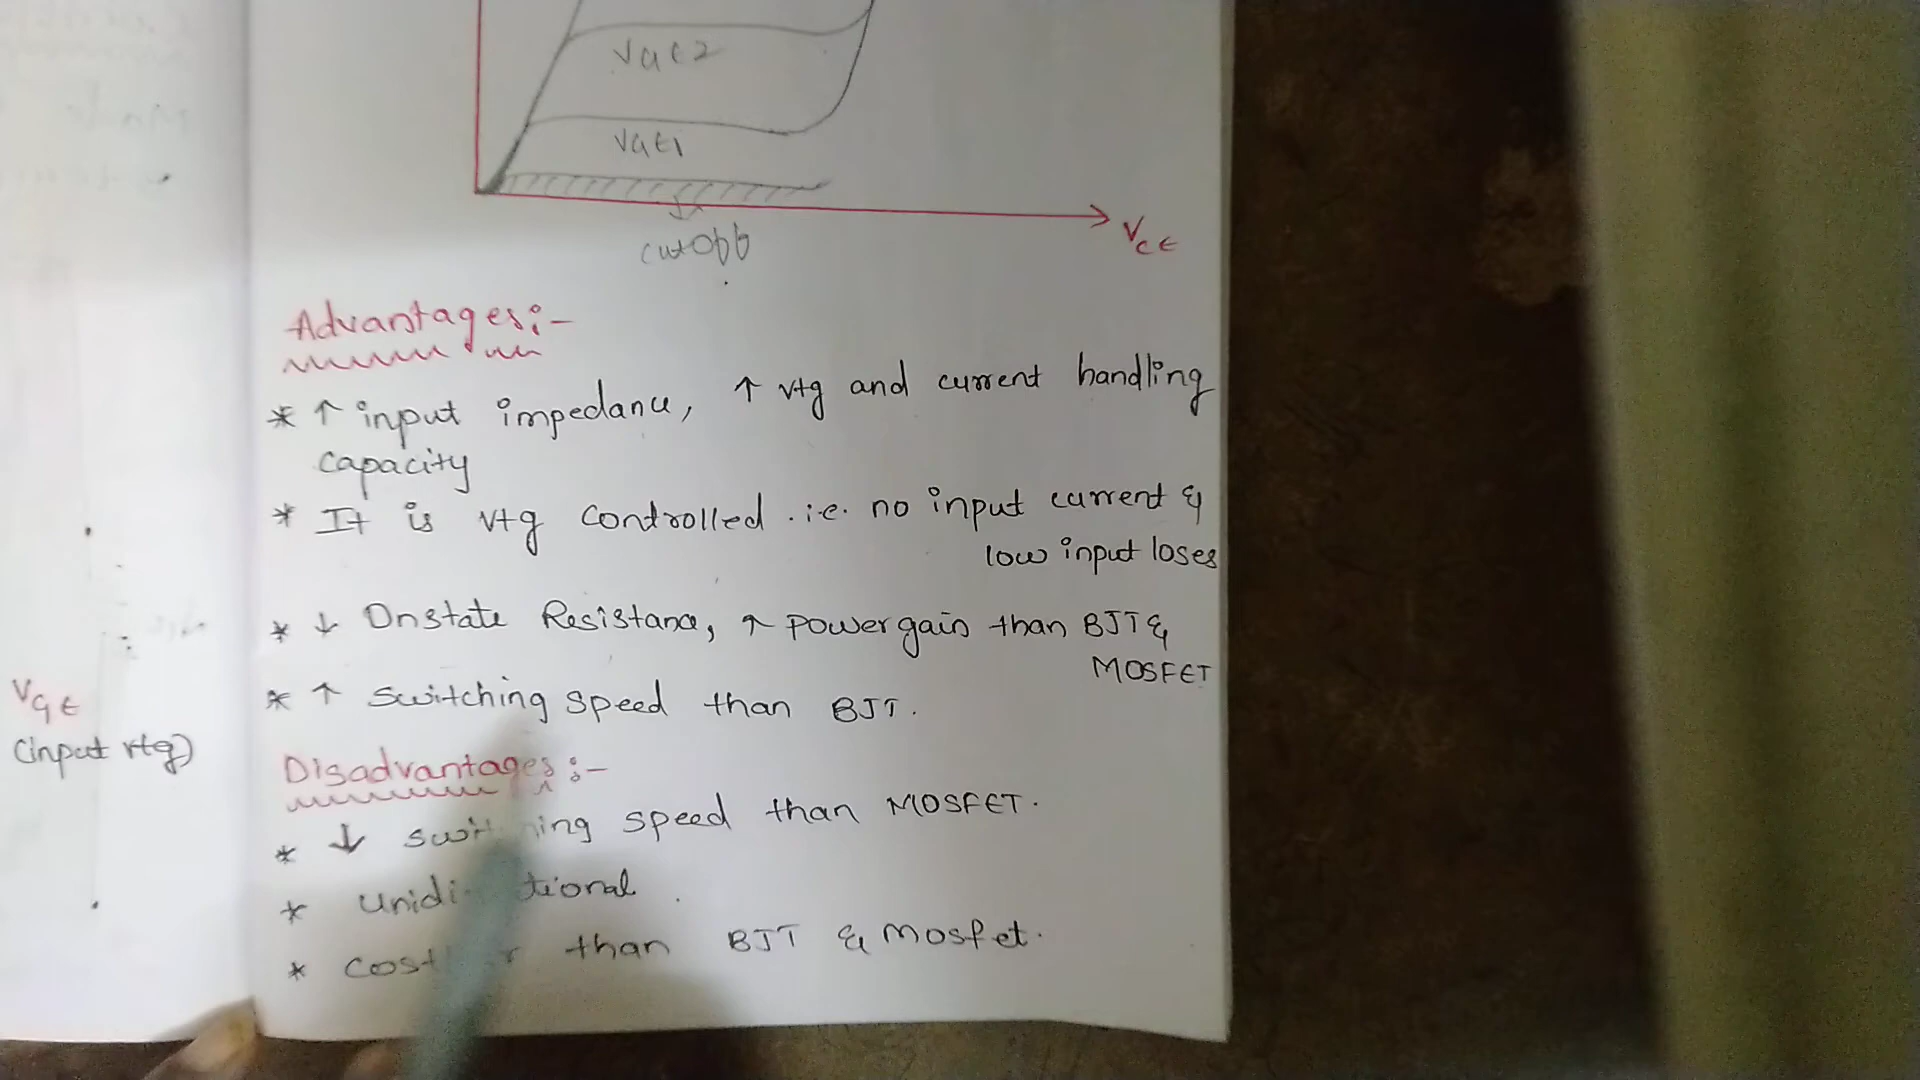 VGE2
VGE1
cutoff
VCE
Advantages:-
* ↑ input impedance, ↑ vtg and current handling
capacity
* It is vtg controlled .i.e. no input current &
low input loses
* ↓ Onstate Resistance, ↑ power gain than BJT &
MOSFET
* ↑ switching speed than BJT.
Disadvantages:-
* ↓ speed than MOSFET.
*
* than BJT & Mosfet.
VGE
(input vtg)